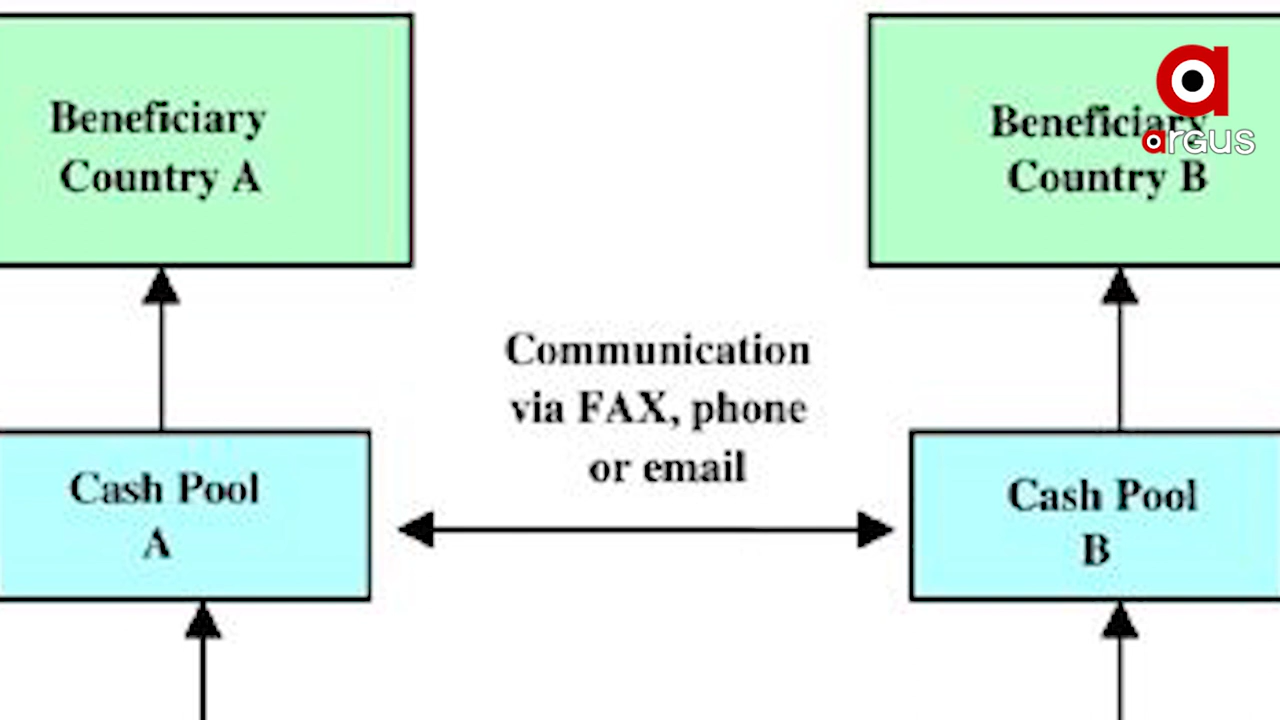 Beneficiary
Country A
Beneficiary
Country B
argus
Communication
via FAX, phone
or email
Cash Pool
A
Cash Pool
B